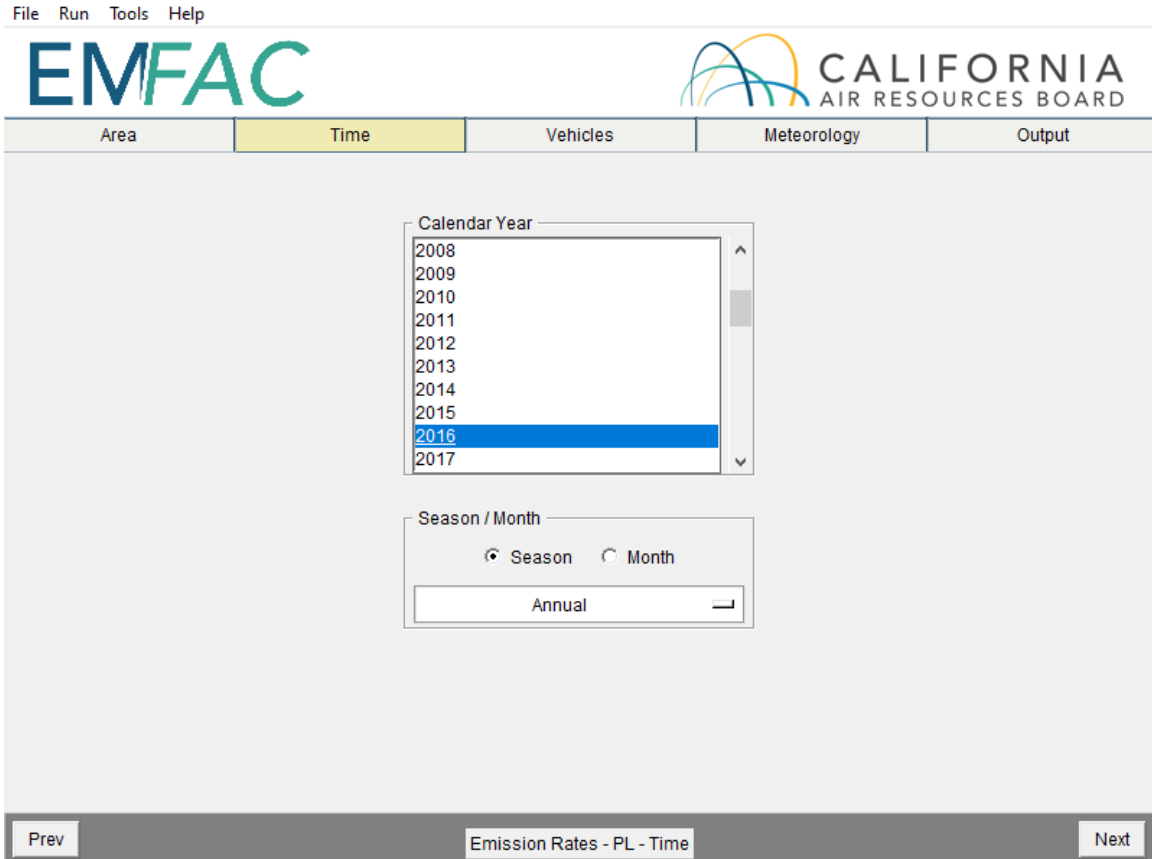 File Run Tools Help
EMFAC
CALIFORNIA
AIR RESOURCES BOARD
Area Time Vehicles Meteorology Output
Calendar Year
2008
2009
2010
2011
2012
2013
2014
2015
2016
2017
Season / Month
Season Month
Annual
Prev Emission Rates - PL - Time Next